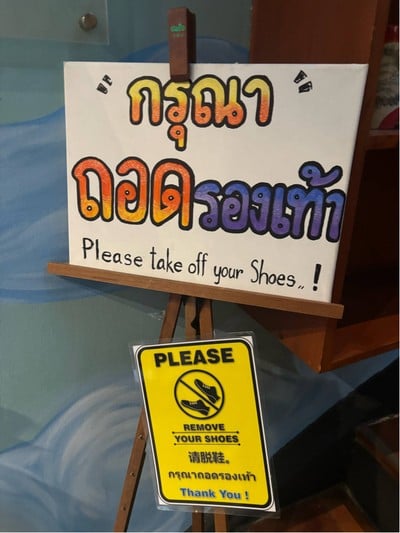 " กรุณา "
ถอดรองเท้า
Please take off your Shoes.. !
PLEASE
REMOVE
YOUR SHOES
请脱鞋。
กรุณาถอดรองเท้า
Thank You !